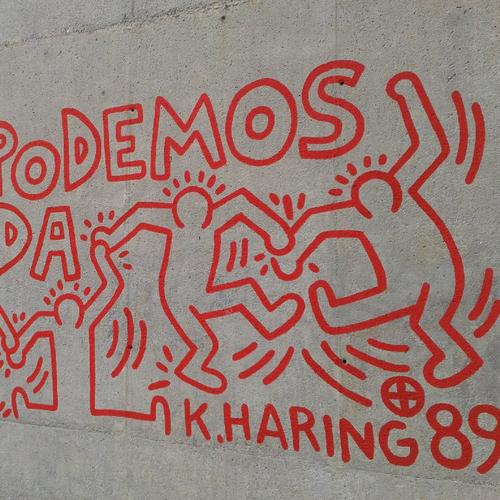 PODEMOS
DA
K.HARING 89